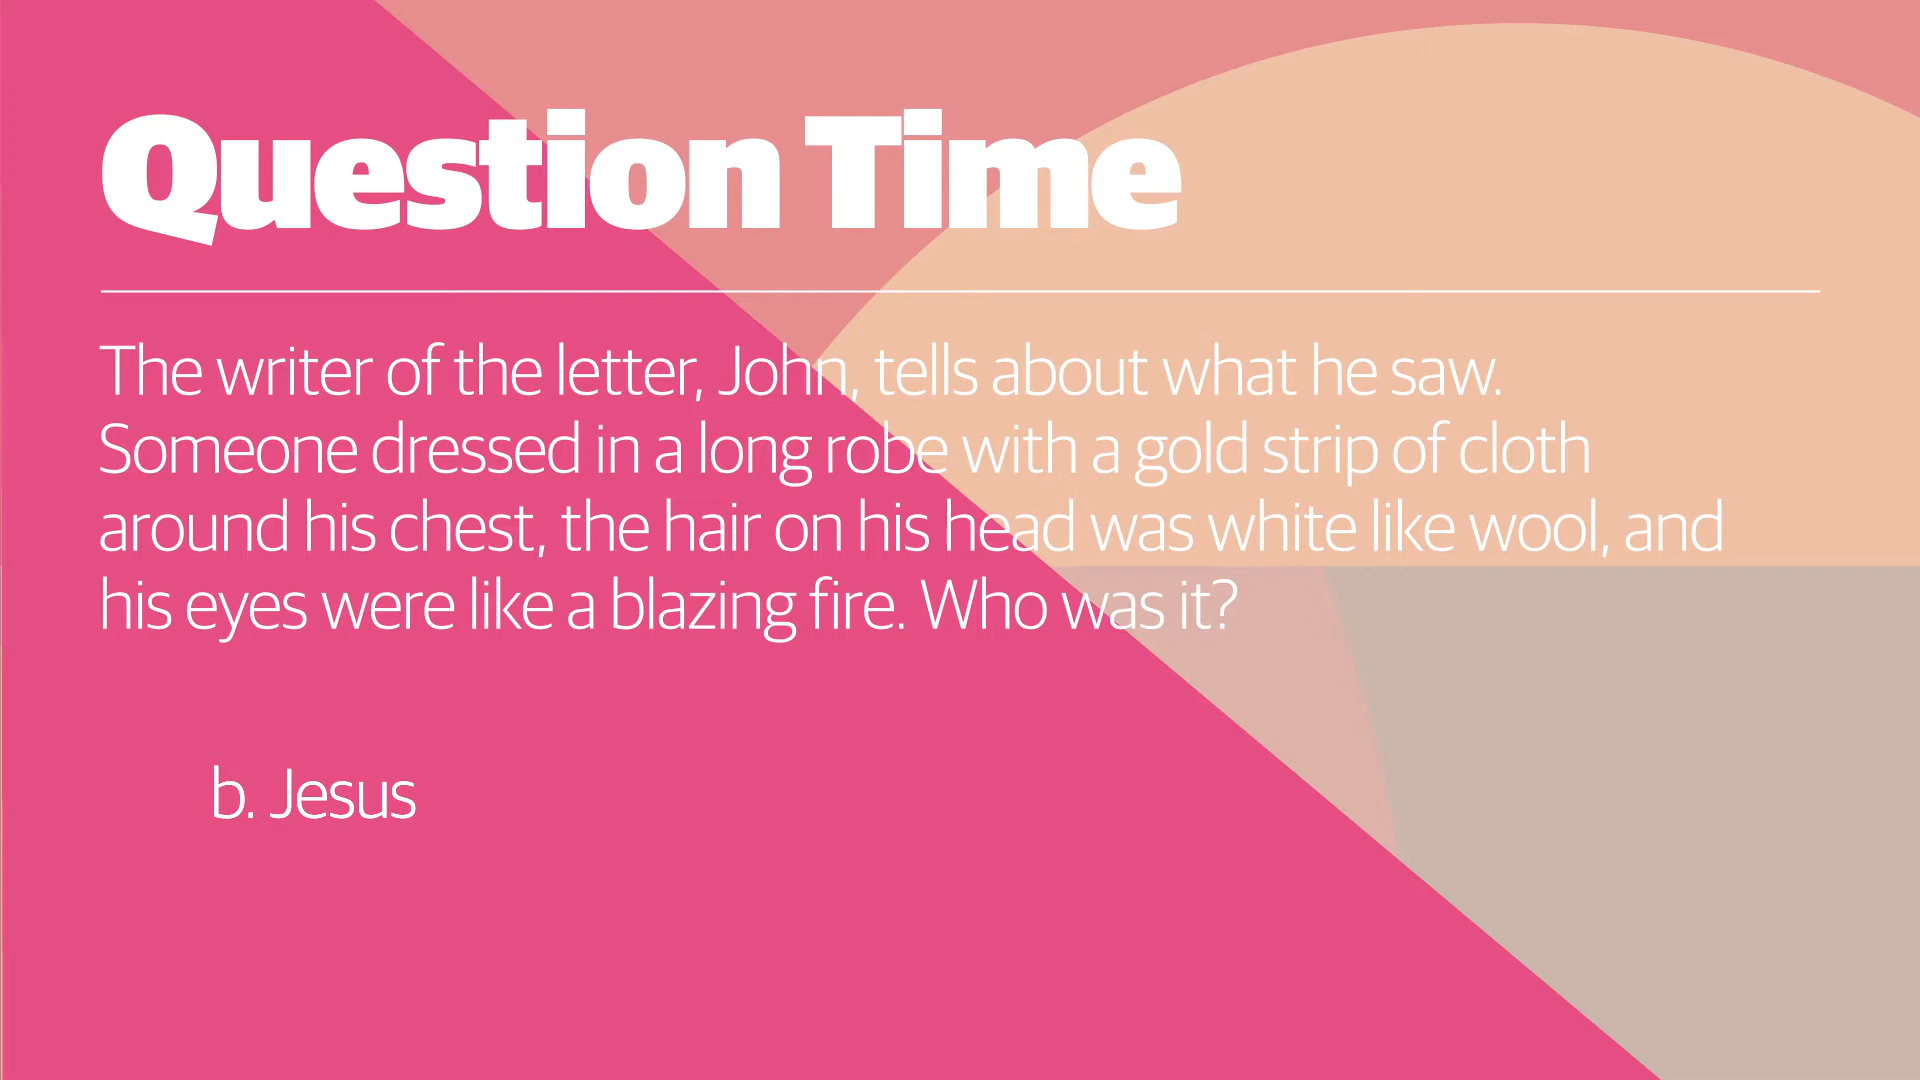 Question Time
The writer of the letter, John, tells about what he saw.
Someone dressed in a long robe with a gold strip of cloth
around his chest, the hair on his head was white like wool, and
his eyes were like a blazing fire. Who was it?
b. Jesus